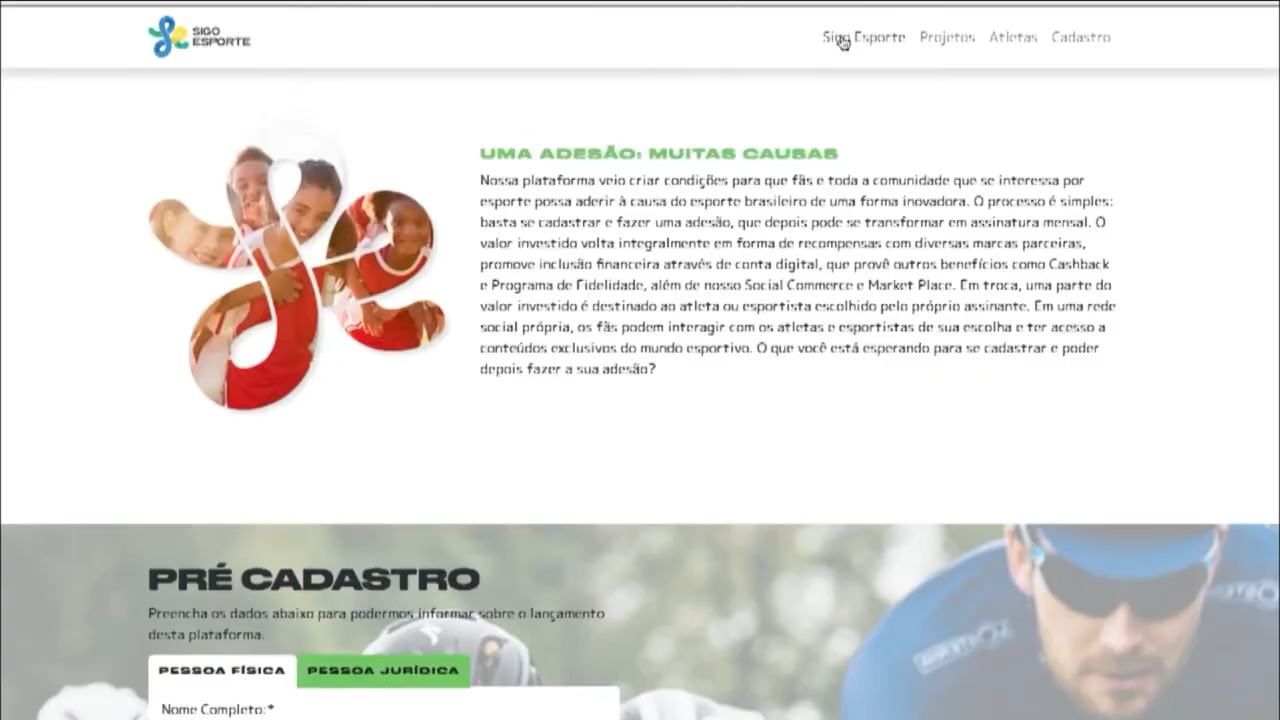 SIGO
ESPORTE
Sigo Esporte Projetos Atletas Cadastro
UMA ADESÃO: MUITAS CAUSAS
Nossa plataforma veio criar condições para que fãs e toda a comunidade que se interessa por
esporte possa aderir à causa do esporte brasileiro de uma forma inovadora. O processo é simples:
basta se cadastrar e fazer uma adesão, que depois pode se transformar em assinatura mensal. O
valor investido volta integralmente em forma de recompensas com diversas marcas parceiras,
promove inclusão financeira através de conta digital, que provê outros benefícios como Cashback
e Programa de Fidelidade, além de nosso Social Commerce e Market Place. Em troca, uma parte do
valor investido é destinado ao atleta ou esportista escolhido pelo próprio assinante. Em uma rede
social própria, os fãs podem interagir com os atletas e esportistas de sua escolha e ter acesso a
conteúdos exclusivos do mundo esportivo. O que você está esperando para se cadastrar e poder
depois fazer a sua adesão?
PRÉ CADASTRO
Preencha os dados abaixo para podermos informar sobre o lançamento
desta plataforma.
PESSOA FÍSICA PESSOA JURÍDICA
Nome Completo:*